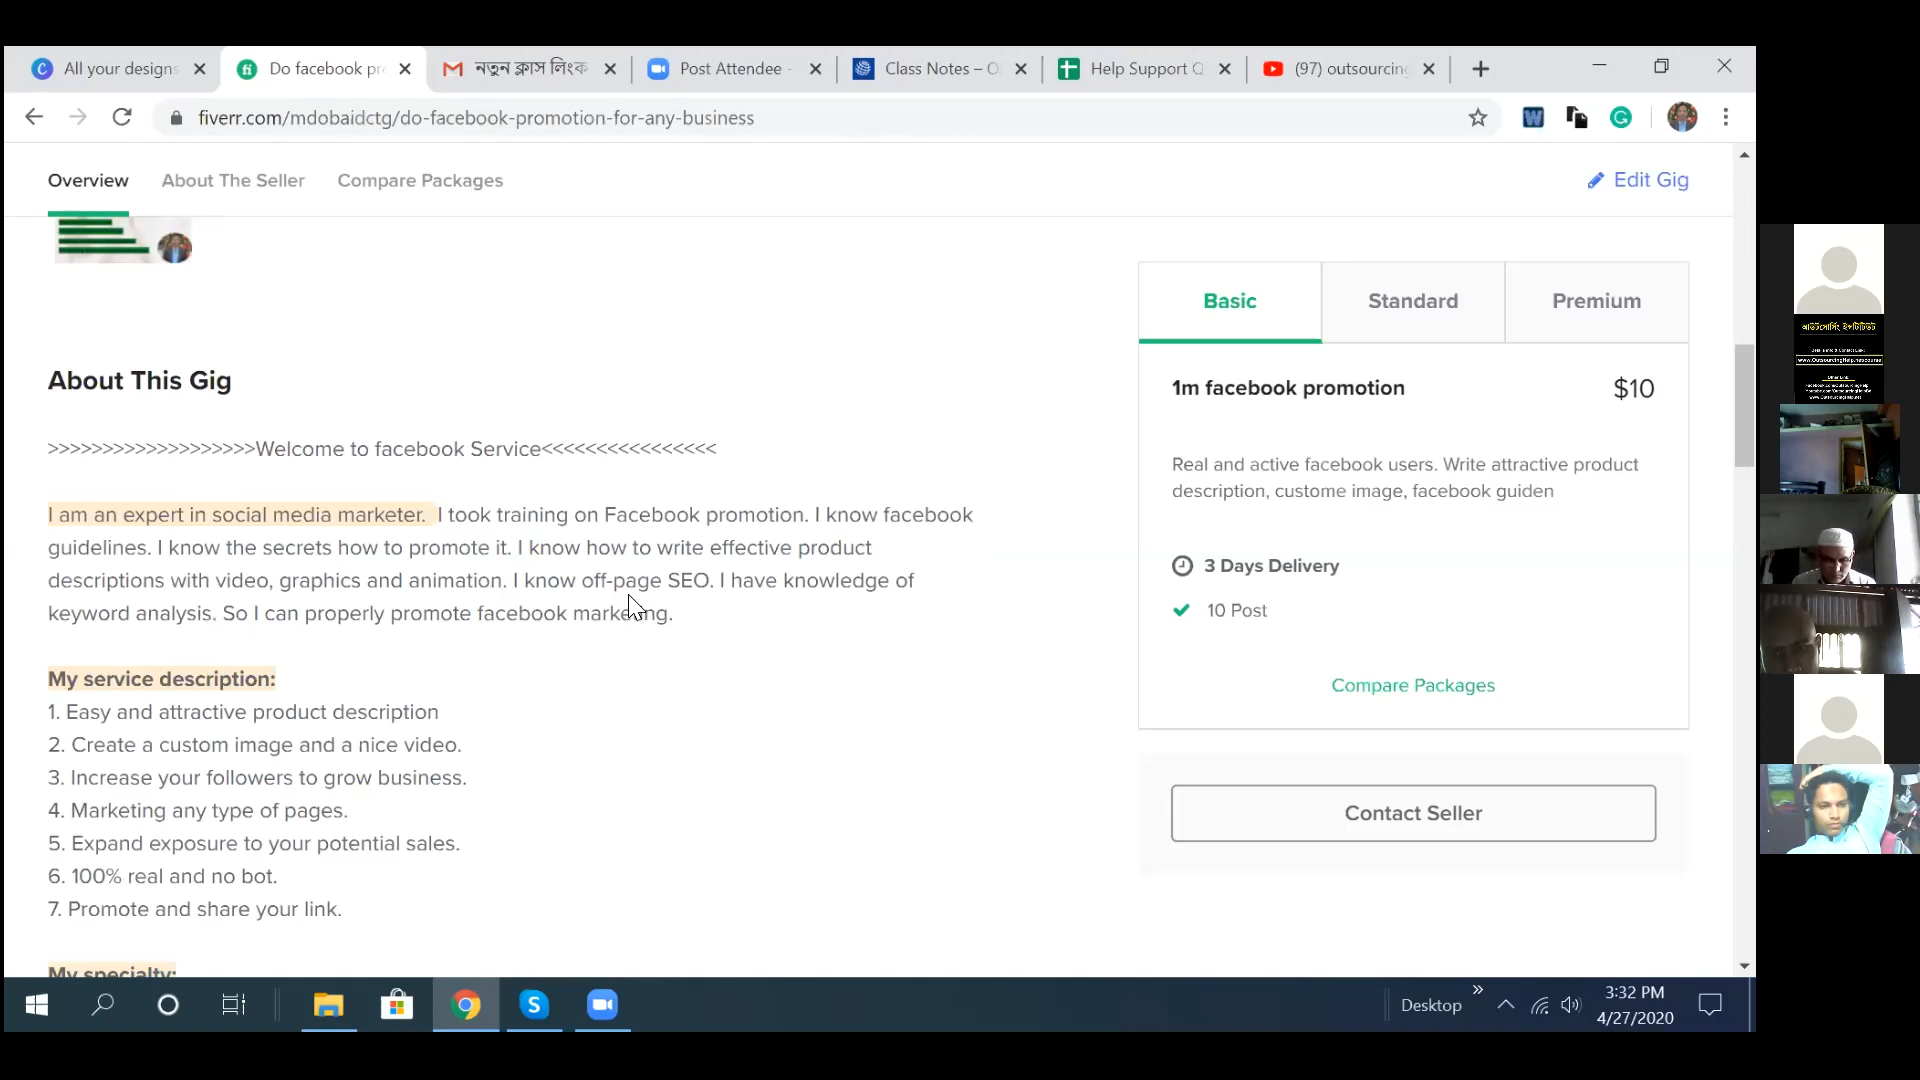 All your designs
Do facebook pr
নতুন ক্লাস লিংক
Post Attendee -
Class Notes – O
Help Support Q
(97) outsourcing
fiverr.com/mdobaidctg/do-facebook-promotion-for-any-business
Overview
About The Seller
Compare Packages
Edit Gig
About This Gig
>>>>>>>>>>>>>>>>>>>Welcome to facebook Service<<<<<<<<<<<<<<<<
I am an expert in social media marketer. I took training on Facebook promotion. I know facebook
guidelines. I know the secrets how to promote it. I know how to write effective product
descriptions with video, graphics and animation. I know off-page SEO. I have knowledge of
keyword analysis. So I can properly promote facebook marketing.
My service description:
1. Easy and attractive product description
2. Create a custom image and a nice video.
3. Increase your followers to grow business.
4. Marketing any type of pages.
5. Expand exposure to your potential sales.
6. 100% real and no bot.
7. Promote and share your link.
My specialty:
Basic
Standard
Premium
1m facebook promotion
$10
Real and active facebook users. Write attractive product
description, custome image, facebook guiden
3 Days Delivery
10 Post
Compare Packages
Contact Seller
আউটসোর্সিং ইন্সটিটিউট
Desktop
3:32 PM
4/27/2020